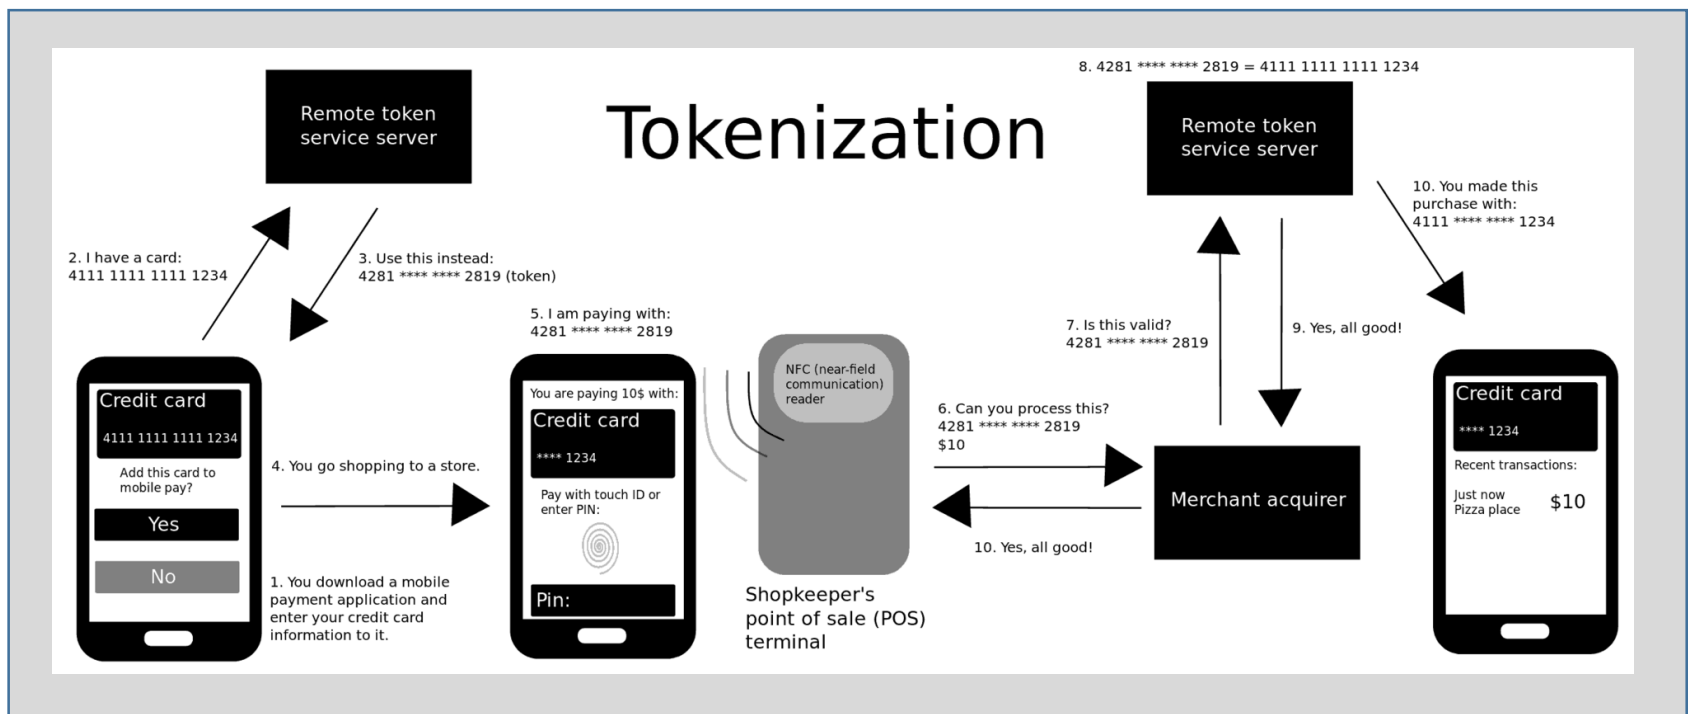 Tokenization
Remote token
service server
2. I have a card:
4111 1111 1111 1234
3. Use this instead:
4281 **** **** 2819 (token)
Credit card
4111 1111 1111 1234
Add this card to
mobile pay?
Yes
No
1. You download a mobile
payment application and
enter your credit card
information to it.
4. You go shopping to a store.
5. I am paying with:
4281 **** **** 2819
You are paying 10$ with:
Credit card
**** 1234
Pay with touch ID or
enter PIN:
Pin:
NFC (near-field
communication)
reader
Shopkeeper's
point of sale (POS)
terminal
6. Can you process this?
4281 **** **** 2819
$10
10. Yes, all good!
Merchant acquirer
7. Is this valid?
4281 **** **** 2819
8. 4281 **** **** 2819 = 4111 1111 1111 1234
Remote token
service server
9. Yes, all good!
10. You made this
purchase with:
4111 **** **** 1234
Credit card
**** 1234
Recent transactions:
Just now
Pizza place
$10